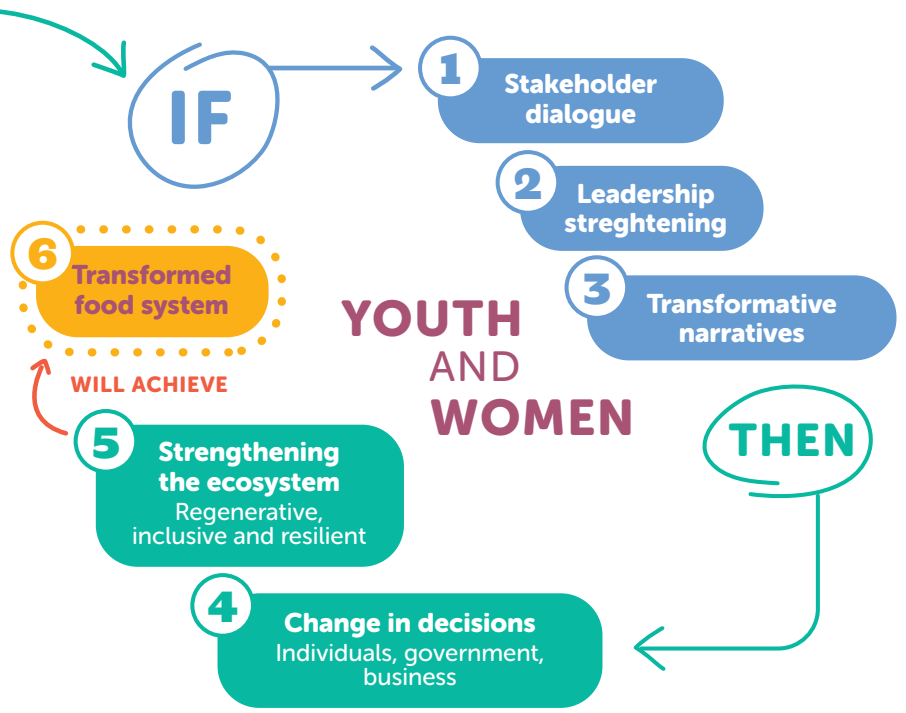 IF
1
Stakeholder
dialogue
2
Leadership
streghtening
3
Transformative
narratives
YOUTH
AND
WOMEN
THEN
4
Change in decisions
Individuals, government,
business
5
Strengthening
the ecosystem
Regenerative,
inclusive and resilient
WILL ACHIEVE
6
Transformed
food system